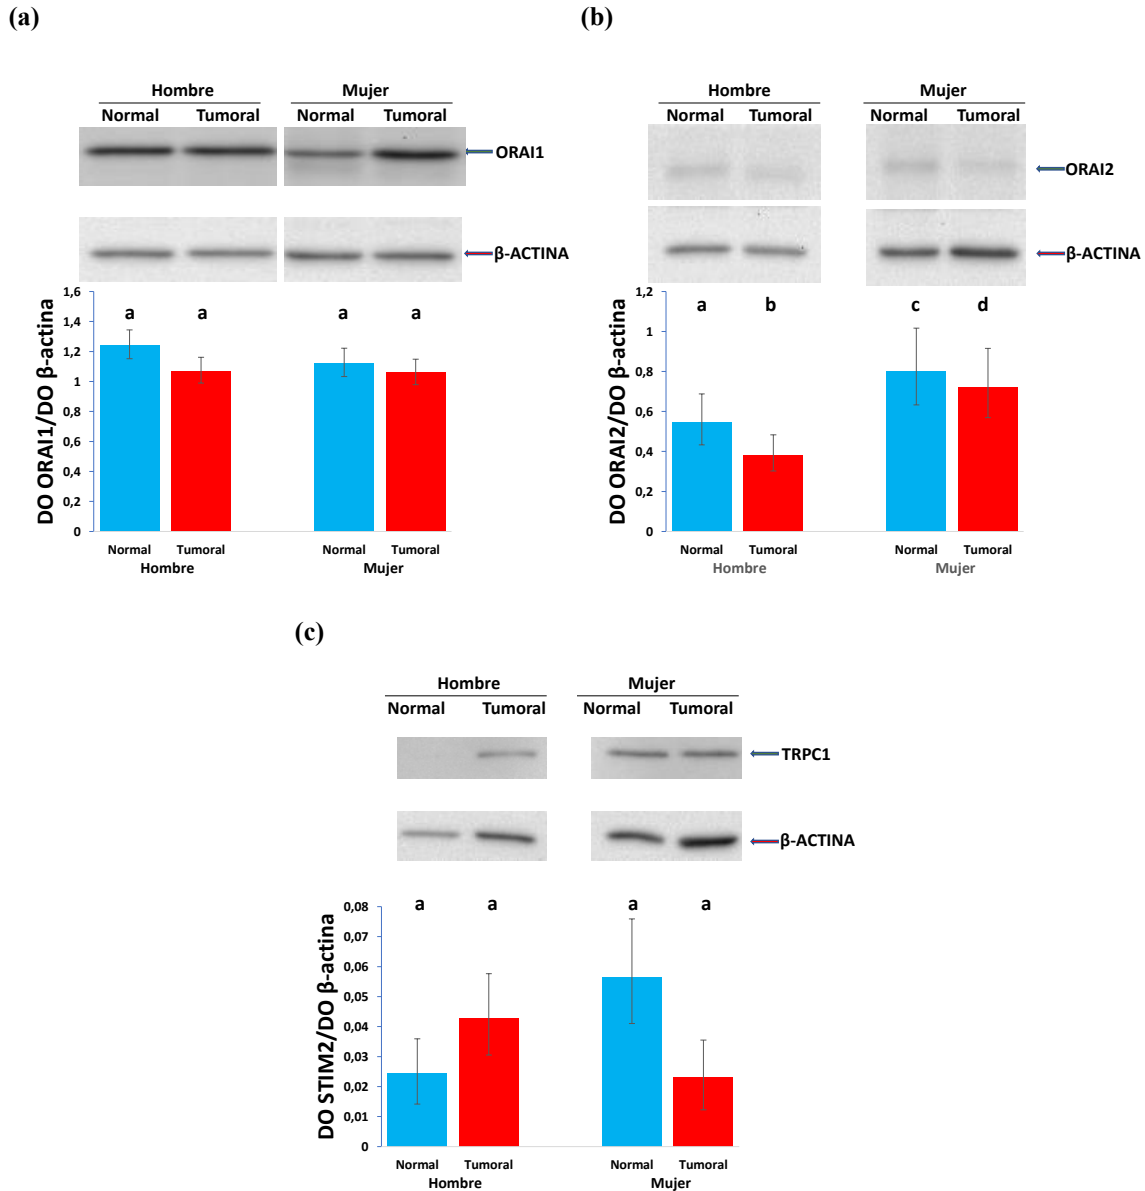 (a)
Hombre Mujer
Normal Tumoral Normal Tumoral
ORAI1
β-ACTINA
DO ORAI1/DO β-actina
1,6
1,4
1,2
1
0,8
0,6
0,4
0,2
0
a a a a
Normal Tumoral Normal Tumoral
Hombre Mujer
(b)
Hombre Mujer
Normal Tumoral Normal Tumoral
ORAI2
β-ACTINA
DO ORAI2/DO β-actina
1,2
1
0,8
0,6
0,4
0,2
0
a b c d
Normal Tumoral Normal Tumoral
Hombre Mujer
(c)
Hombre Mujer
Normal Tumoral Normal Tumoral
TRPC1
β-ACTINA
DO STIM2/DO β-actina
0,08
0,07
0,06
0,05
0,04
0,03
0,02
0,01
0
a a a a
Normal Tumoral Normal Tumoral
Hombre Mujer